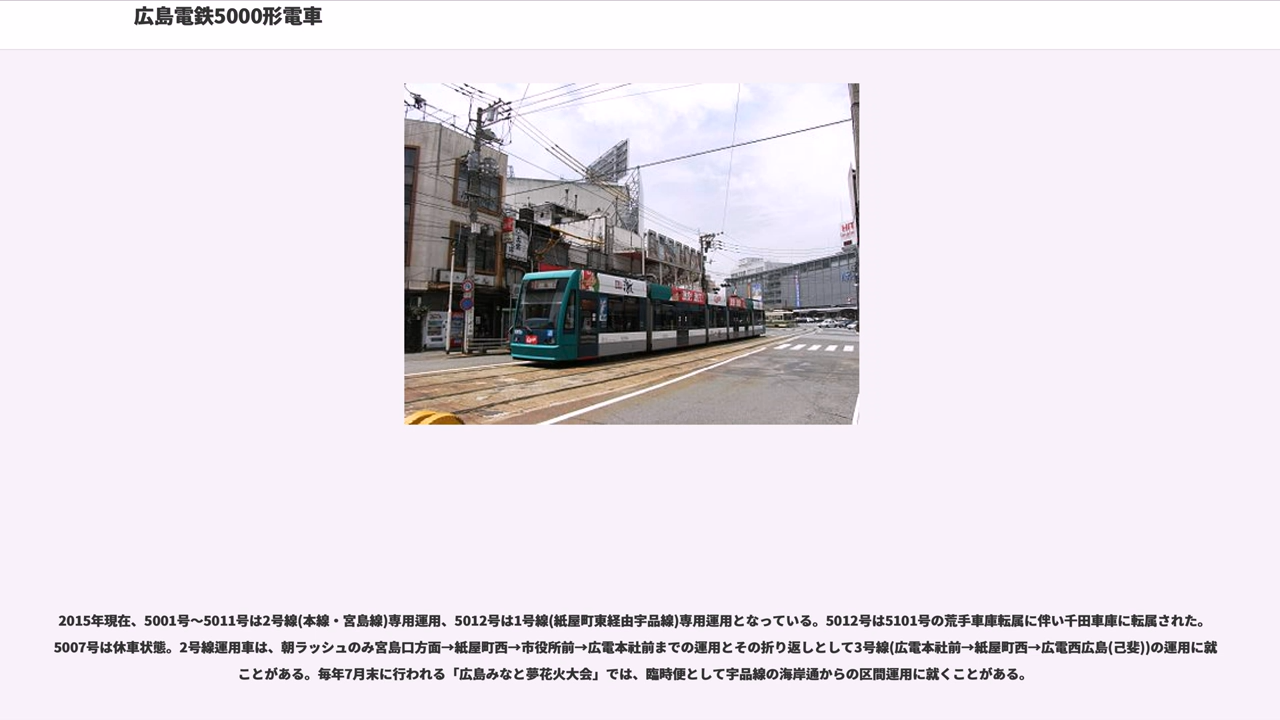 広島電鉄5000形電車
2015年現在、5001号〜5011号は2号線(本線・宮島線)専用運用、5012号は1号線(紙屋町東経由宇品線)専用運用となっている。5012号は5101号の荒手車庫転属に伴い千田車庫に転属された。
5007号は休車状態。2号線運用車は、朝ラッシュのみ宮島口方面→紙屋町西→市役所前→広電本社前までの運用とその折り返しとして3号線(広電本社前→紙屋町西→広電西広島(己斐))の運用に就
ことがある。毎年7月末に行われる「広島みなと夢花火大会」では、臨時便として宇品線の海岸通からの区間運用に就くことがある。